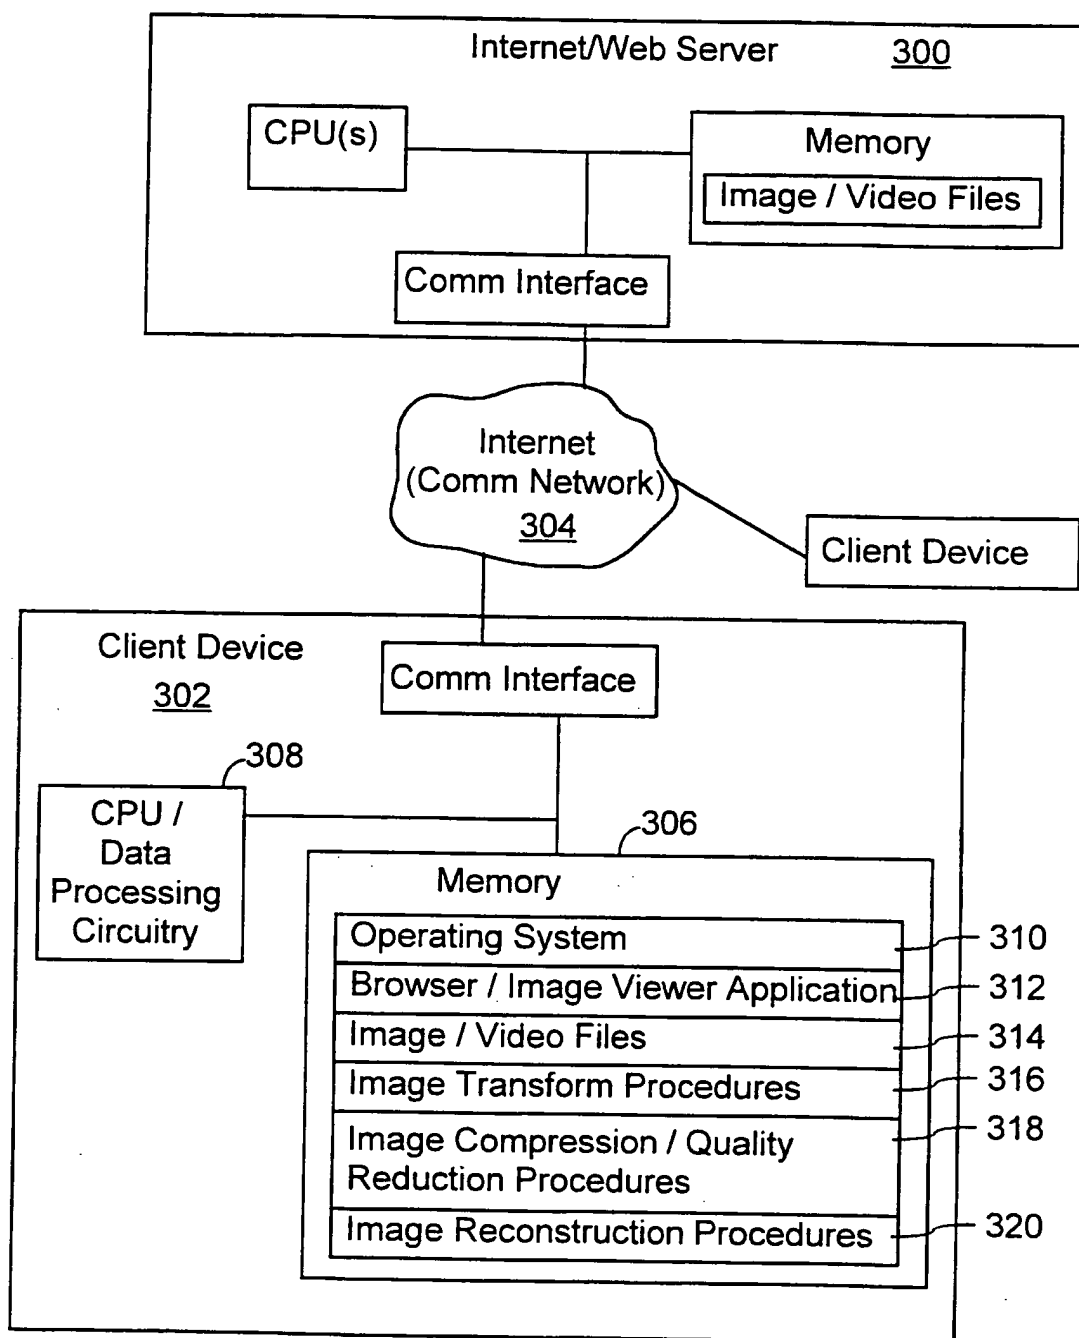 Internet/Web Server 300
CPU(s)
Memory
Image / Video Files
Comm Interface
Internet
(Comm Network)
304
Client Device
Client Device
302
Comm Interface
308
CPU /
Data
Processing
Circuitry
306
Memory
Operating System 310
Browser / Image Viewer Application 312
Image / Video Files 314
Image Transform Procedures 316
Image Compression / Quality 318
Reduction Procedures
Image Reconstruction Procedures 320